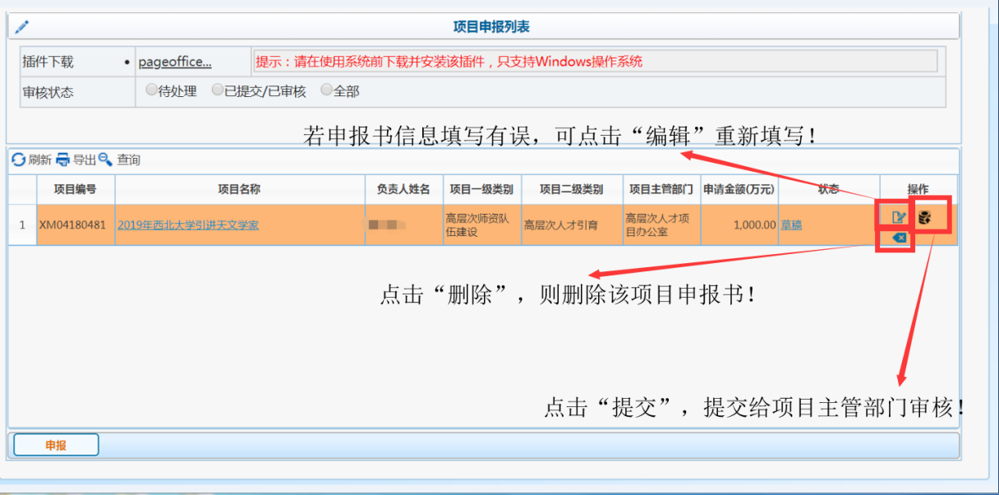 项目申报列表
插件下载 • pageoffice... 提示：请在使用系统前下载并安装该插件，只支持Windows操作系统
审核状态 待处理 已提交/已审核 全部
若申报书信息填写有误，可点击“编辑”重新填写！
刷新 导出 查询
项目编号 项目名称 负责人姓名 项目一级类别 项目二级类别 项目主管部门 申请金额(万元) 状态 操作
1 XM04180481 2019年西北大学引进天文学家 高层次师资队伍建设 高层次人才引育 高层次人才项目办公室 1,000.00 草稿
点击“删除”，则删除该项目申报书！
点击“提交”，提交给项目主管部门审核！
申报